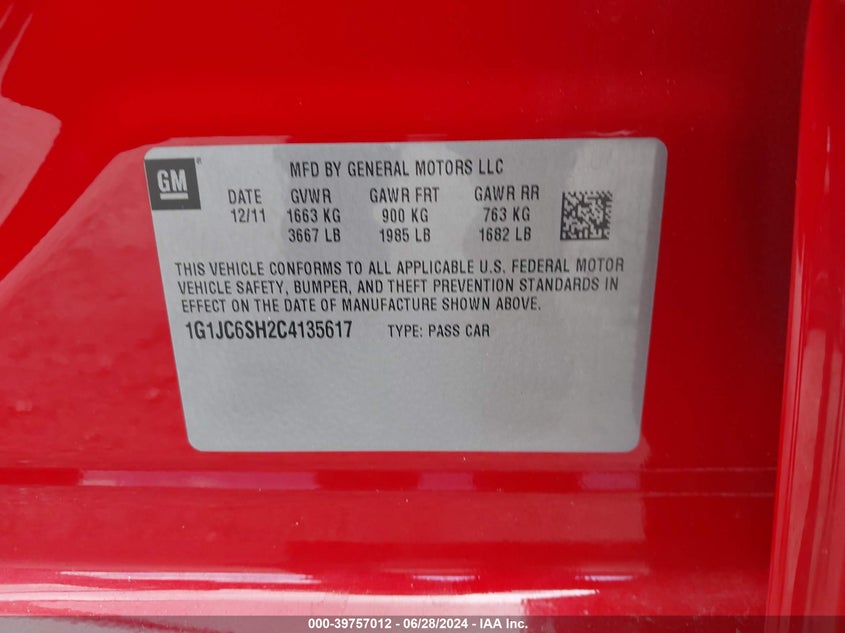 GM
MFD BY GENERAL MOTORS LLC
DATE GVWR GAWR FRT GAWR RR
12/11 1663 KG 900 KG 763 KG
3667 LB 1985 LB 1682 LB
THIS VEHICLE CONFORMS TO ALL APPLICABLE U.S. FEDERAL MOTOR
VEHICLE SAFETY, BUMPER, AND THEFT PREVENTION STANDARDS IN
EFFECT ON THE DATE OF MANUFACTURE SHOWN ABOVE.
1G1JC6SH2C4135617 TYPE: PASS CAR
000-39757012 - 06/28/2024 - IAA Inc.